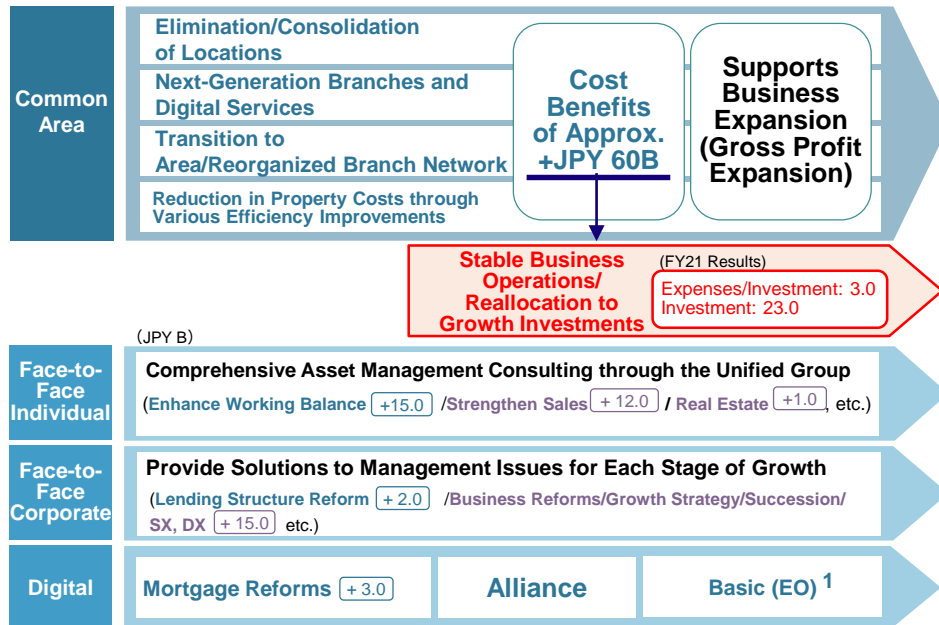 Common
Area
Elimination/Consolidation
of Locations
Next-Generation Branches and
Digital Services
Transition to
Area/Reorganized Branch Network
Reduction in Property Costs through
Various Efficiency Improvements
Cost
Benefits
of Approx.
+JPY 60B
Supports
Business
Expansion
(Gross Profit
Expansion)
Stable Business
Operations/
Reallocation to
Growth Investments
(FY21 Results)
Expenses/Investment: 3.0
Investment: 23.0
(JPY B)
Face-to-
Face
Individual
Comprehensive Asset Management Consulting through the Unified Group
(Enhance Working Balance +15.0 /Strengthen Sales + 12.0 / Real Estate +1.0 , etc.)
Face-to-
Face
Corporate
Provide Solutions to Management Issues for Each Stage of Growth
(Lending Structure Reform + 2.0 /Business Reforms/Growth Strategy/Succession/
SX, DX + 15.0 etc.)
Digital
Mortgage Reforms + 3.0
Alliance
Basic (EO) 1